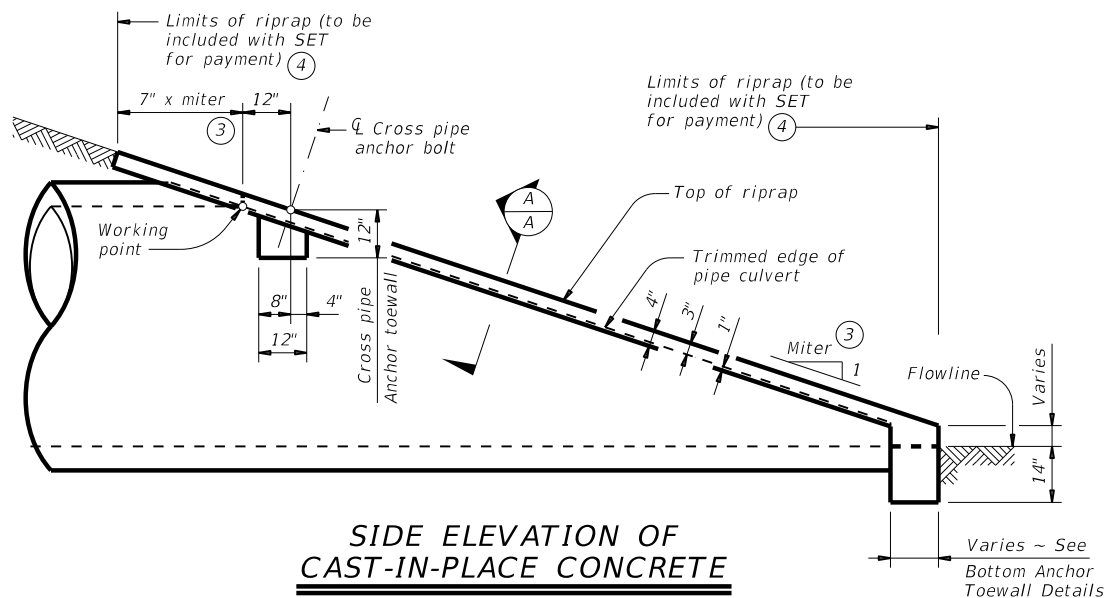 Limits of riprap (to be
included with SET
for payment) 4
7" x miter
12"
3
℄ Cross pipe
anchor bolt
Limits of riprap (to be
included with SET
for payment) 4
A
A
Top of riprap
Working
point
12"
Trimmed edge of
pipe culvert
8"
4"
12"
Cross pipe
Anchor toewall
4"
3"
1"
Miter 3
1
Flowline
Varies
14"
SIDE ELEVATION OF
CAST-IN-PLACE CONCRETE
Varies ~ See
Bottom Anchor
Toewall Details